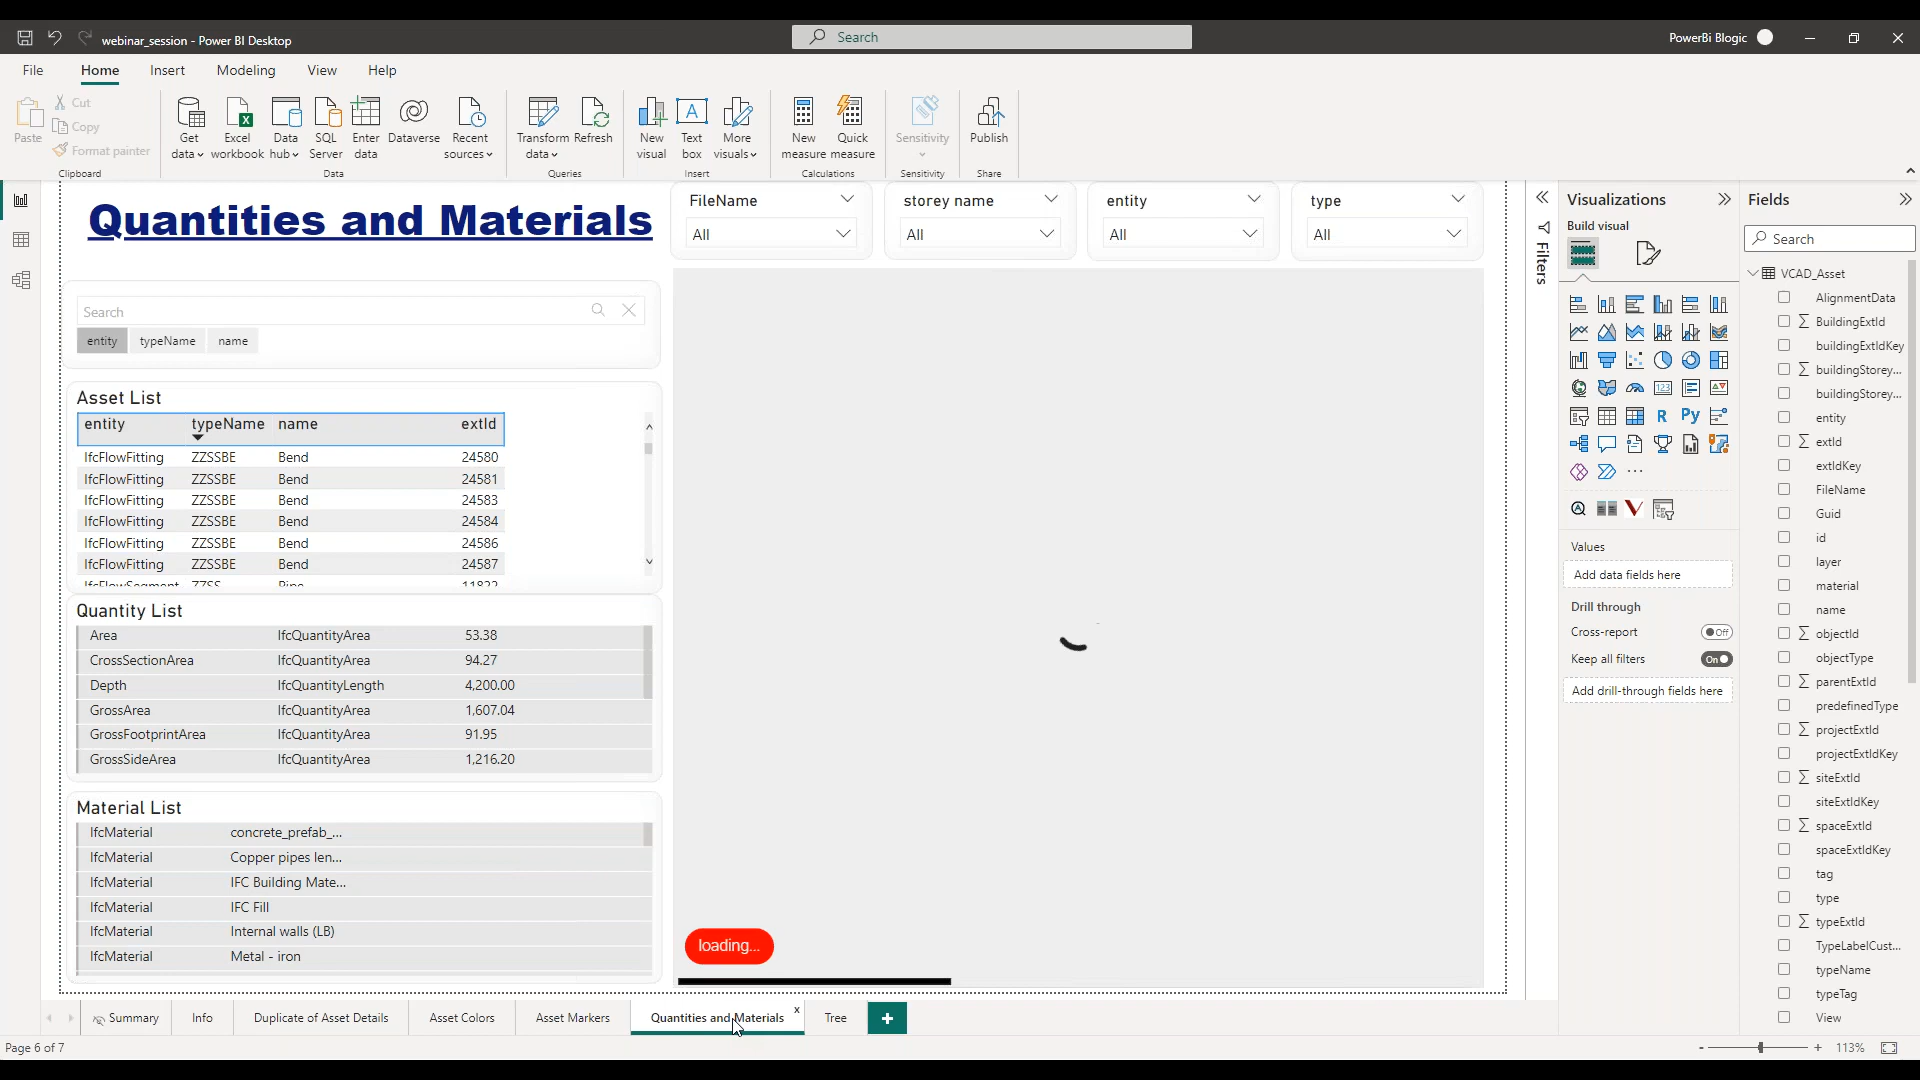 webinar_session - Power BI Desktop
Search
PowerBi Blogic
File Home Insert Modeling View Help
Paste
Cut
Copy
Format painter
Clipboard
Get data
Excel workbook
Data hub
SQL Server
Enter data
Dataverse
Recent sources
Data
Transform data
Refresh
Queries
New visual
Text box
More visuals
Insert
New measure
Quick measure
Calculations
Sensitivity
Sensitivity
Publish
Share
Quantities and Materials
FileName
All
storey name
All
entity
All
type
All
Search
entity typeName name
Asset List
entity typeName name extId
IfcFlowFitting ZZSSBE Bend 24580
IfcFlowFitting ZZSSBE Bend 24581
IfcFlowFitting ZZSSBE Bend 24583
IfcFlowFitting ZZSSBE Bend 24584
IfcFlowFitting ZZSSBE Bend 24586
IfcFlowFitting ZZSSBE Bend 24587
IfcFlowSegment ZZSS Pipe 11822
Quantity List
Area IfcQuantityArea 53.38
CrossSectionArea IfcQuantityArea 94.27
Depth IfcQuantityLength 4,200.00
GrossArea IfcQuantityArea 1,607.04
GrossFootprintArea IfcQuantityArea 91.95
GrossSideArea IfcQuantityArea 1,216.20
Material List
IfcMaterial concrete_prefab_...
IfcMaterial Copper pipes len...
IfcMaterial IFC Building Mate...
IfcMaterial IFC Fill
IfcMaterial Internal walls (LB)
IfcMaterial Metal - iron
loading...
Filters
Visualizations
Build visual
123
R Py
Values
Add data fields here
Drill through
Cross-report Off
Keep all filters On
Add drill-through fields here
Fields
Search
VCAD_Asset
AlignmentData
BuildingExtId
buildingExtIdKey
buildingStorey...
buildingStorey...
entity
extId
extIdKey
FileName
Guid
id
layer
material
name
objectId
objectType
parentExtId
predefinedType
projectExtId
projectExtIdKey
siteExtId
siteExtIdKey
spaceExtId
spaceExtIdKey
tag
type
typeExtId
TypeLabelCust...
typeName
typeTag
View
Summary Info Duplicate of Asset Details Asset Colors Asset Markers Quantities and Materials x Tree +
Page 6 of 7
- + 113%